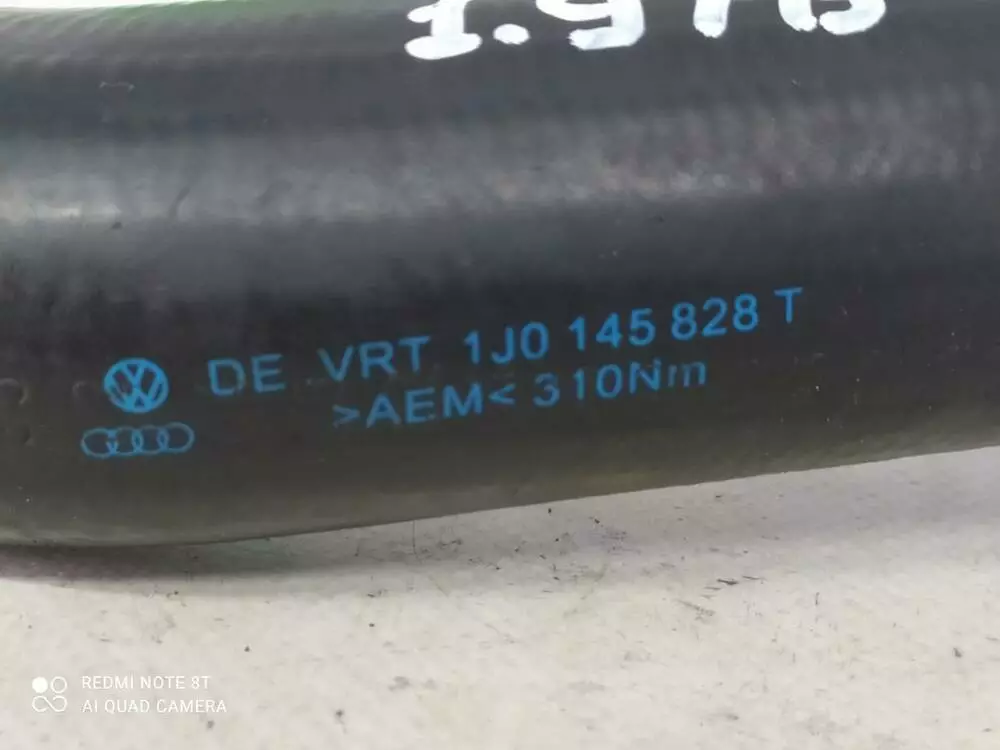 DE VRT 1J0 145 828 T
>AEM< 310Nm
REDMI NOTE 8T
AI QUAD CAMERA